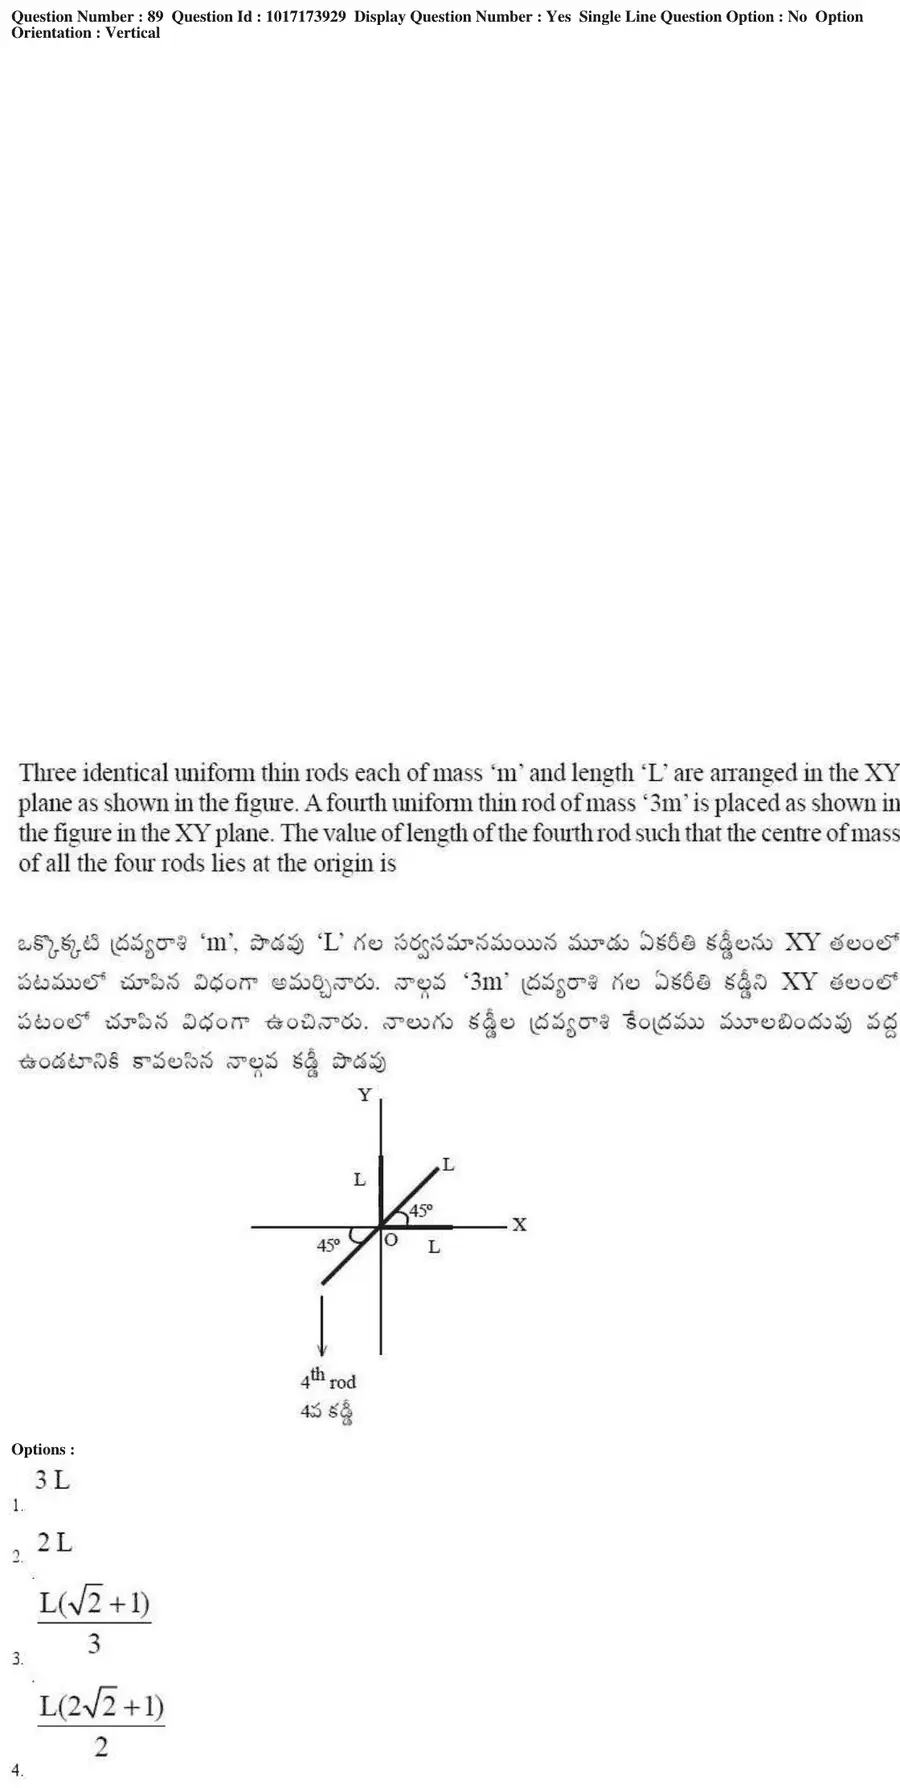 Question Number : 89 Question Id : 1017173929 Display Question Number : Yes Single Line Question Option : No Option
Orientation : Vertical
Three identical uniform thin rods each of mass ‘m’ and length ‘L’ are arranged in the XY
plane as shown in the figure. A fourth uniform thin rod of mass ‘3m’ is placed as shown in
the figure in the XY plane. The value of length of the fourth rod such that the centre of mass
of all the four rods lies at the origin is
ఒక్కొక్కటి ద్రవ్యరాశి ‘m’, పొడవు ‘L’ గల సర్వసమానమయిన మూడు ఏకరీతి కడ్డీలను XY తలంలో
పటములో చూపిన విధంగా అమర్చినారు. నాల్గవ ‘3m’ ద్రవ్యరాశి గల ఏకరీతి కడ్డీని XY తలంలో
పటంలో చూపిన విధంగా ఉంచినారు. నాలుగు కడ్డీల ద్రవ్యరాశి కేంద్రము మూలబిందువు వద్ద
ఉండటానికి కావలసిన నాల్గవ కడ్డీ పొడవు
Y
L
L
45º
X
45º
O
L
4th rod
4వ కడ్డీ
Options :
1. 3 L
2. 2 L
3. L(√2 + 1) / 3
4. L(2√2 + 1) / 2